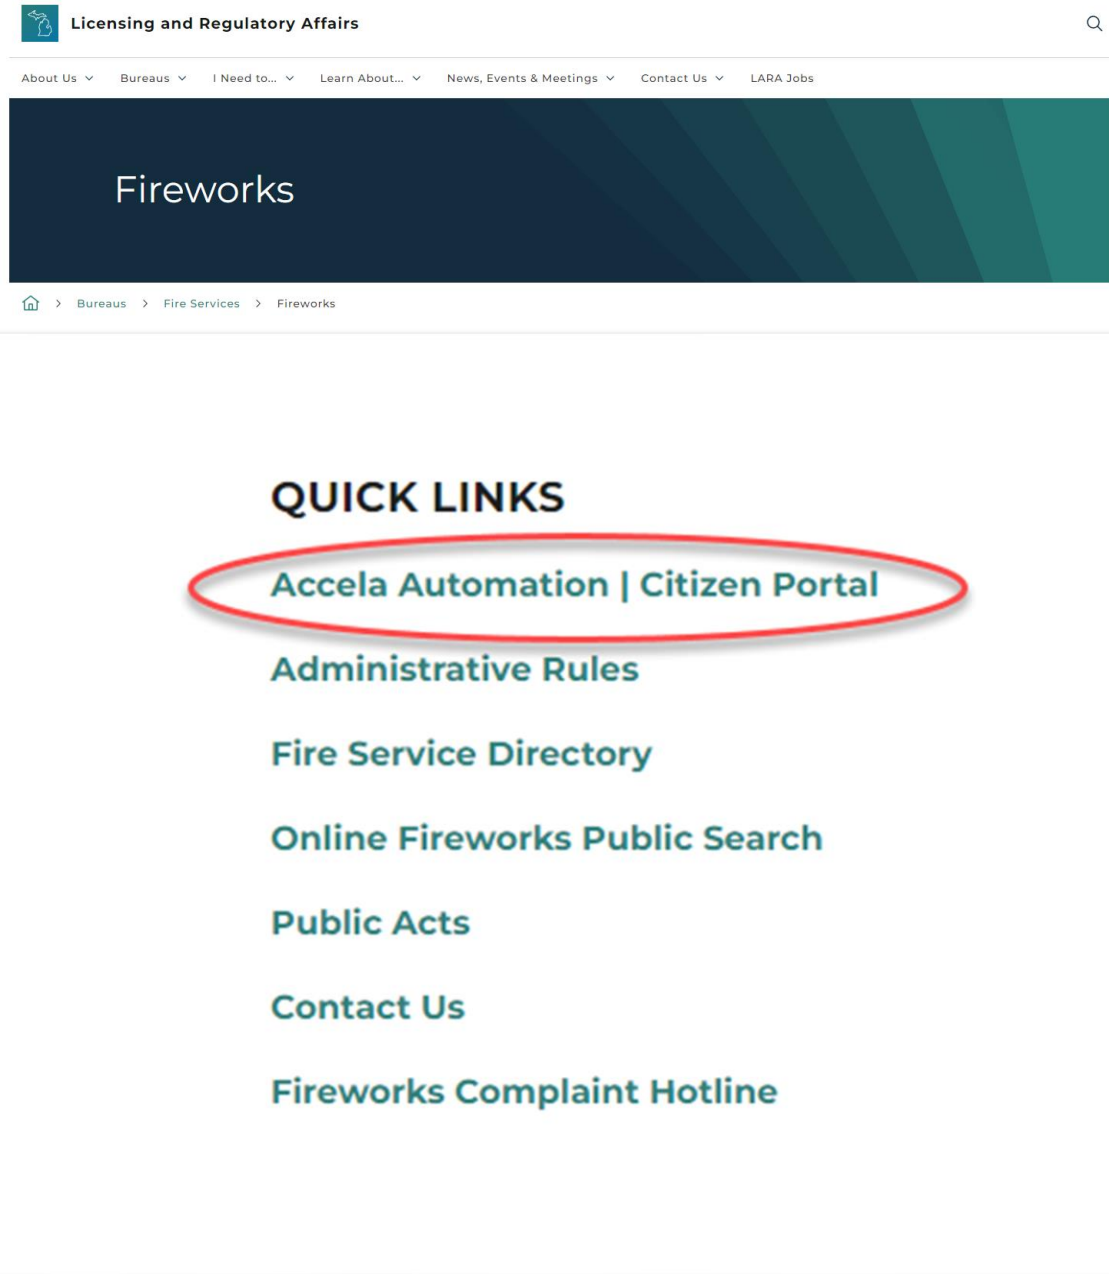 Licensing and Regulatory Affairs
About Us Bureaus I Need to... Learn About... News, Events & Meetings Contact Us LARA Jobs
Fireworks
> Bureaus > Fire Services > Fireworks
QUICK LINKS
Accela Automation | Citizen Portal
Administrative Rules
Fire Service Directory
Online Fireworks Public Search
Public Acts
Contact Us
Fireworks Complaint Hotline